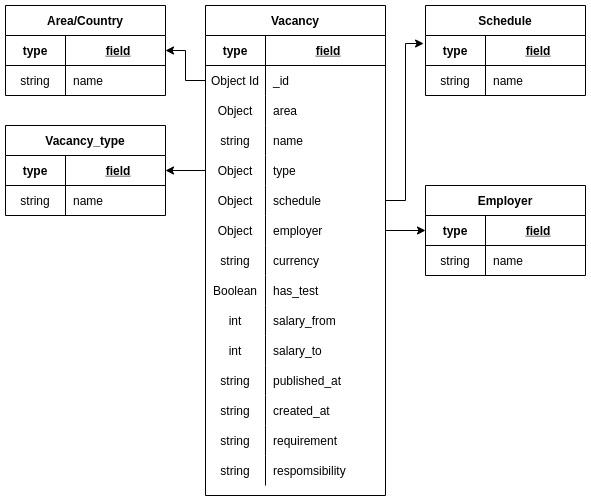 Area/Country
type field
string name
Vacancy_type
type field
string name
Vacancy
type field
Object Id _id
Object area
string name
Object type
Object schedule
Object employer
string currency
Boolean has_test
int salary_from
int salary_to
string published_at
string created_at
string requirement
string respomsibility
Schedule
type field
string name
Employer
type field
string name